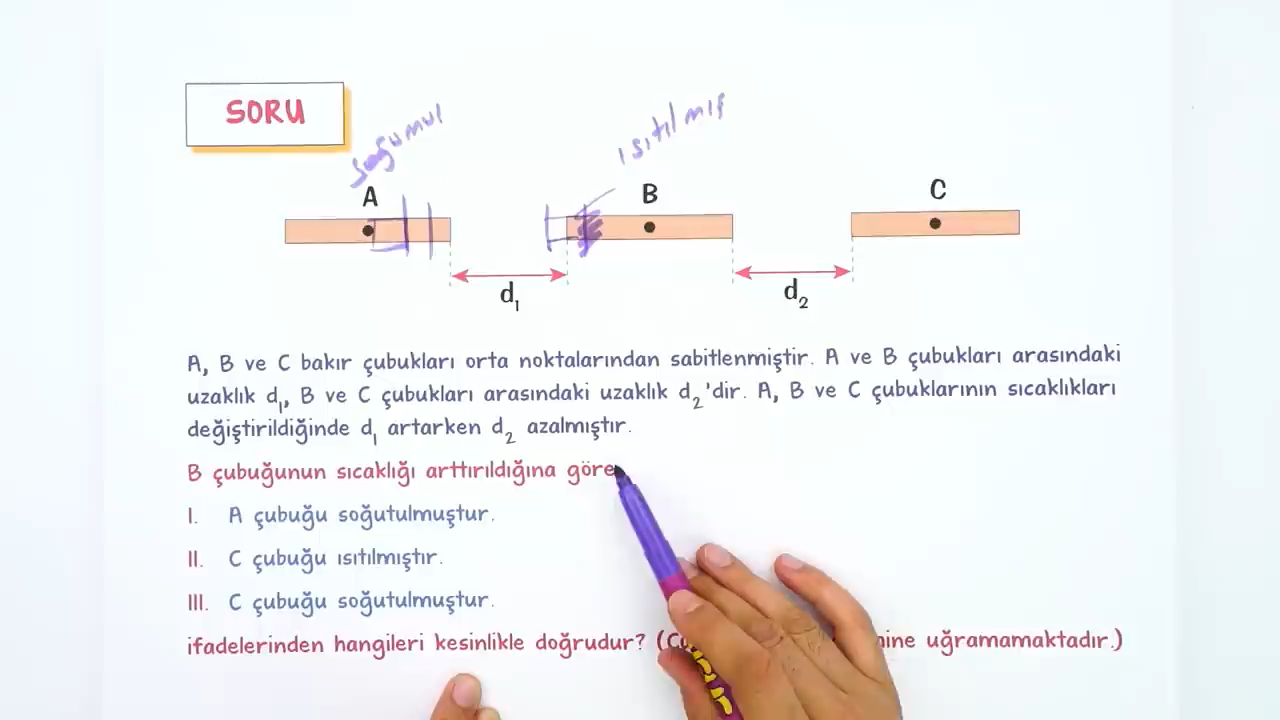 SORU
soğumuş
ısıtılmış
A
B
C
d₁
d₂
A, B ve C bakır çubukları orta noktalarından sabitlenmiştir. A ve B çubukları arasındaki
uzaklık d₁, B ve C çubukları arasındaki uzaklık d₂'dir. A, B ve C çubuklarının sıcaklıkları
değiştirildiğinde d₁ artarken d₂ azalmıştır.
B çubuğunun sıcaklığı arttırıldığına göre
I. A çubuğu soğutulmuştur.
II. C çubuğu ısıtılmıştır.
III. C çubuğu soğutulmuştur.
ifadelerinden hangileri kesinlikle doğrudur? uğramamaktadır.)